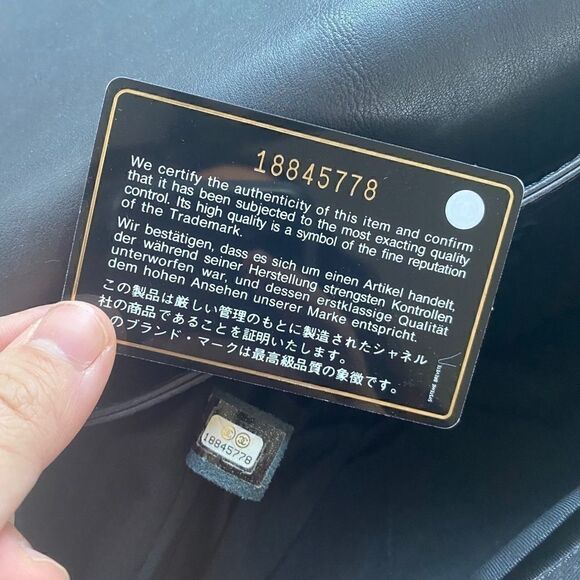 18845778
We certify the authenticity of this item and confirm
that it has been subjected to the most exacting quality
control. Its high quality is a symbol of the fine reputation
of the Trademark.
Wir bestätigen, dass es sich um einen Artikel handelt,
der während seiner Herstellung strengsten Kontrollen
unterworfen war, und dessen erstklassige Qualität
dem hohen Ansehen unserer Marke entspricht.
この製品は厳しい管理のもとに製造されたシャネル
社の商品であることを証明いたします。
のブランド・マークは最高級品質の象徴です。
SYSTEME BREVETE
18845778